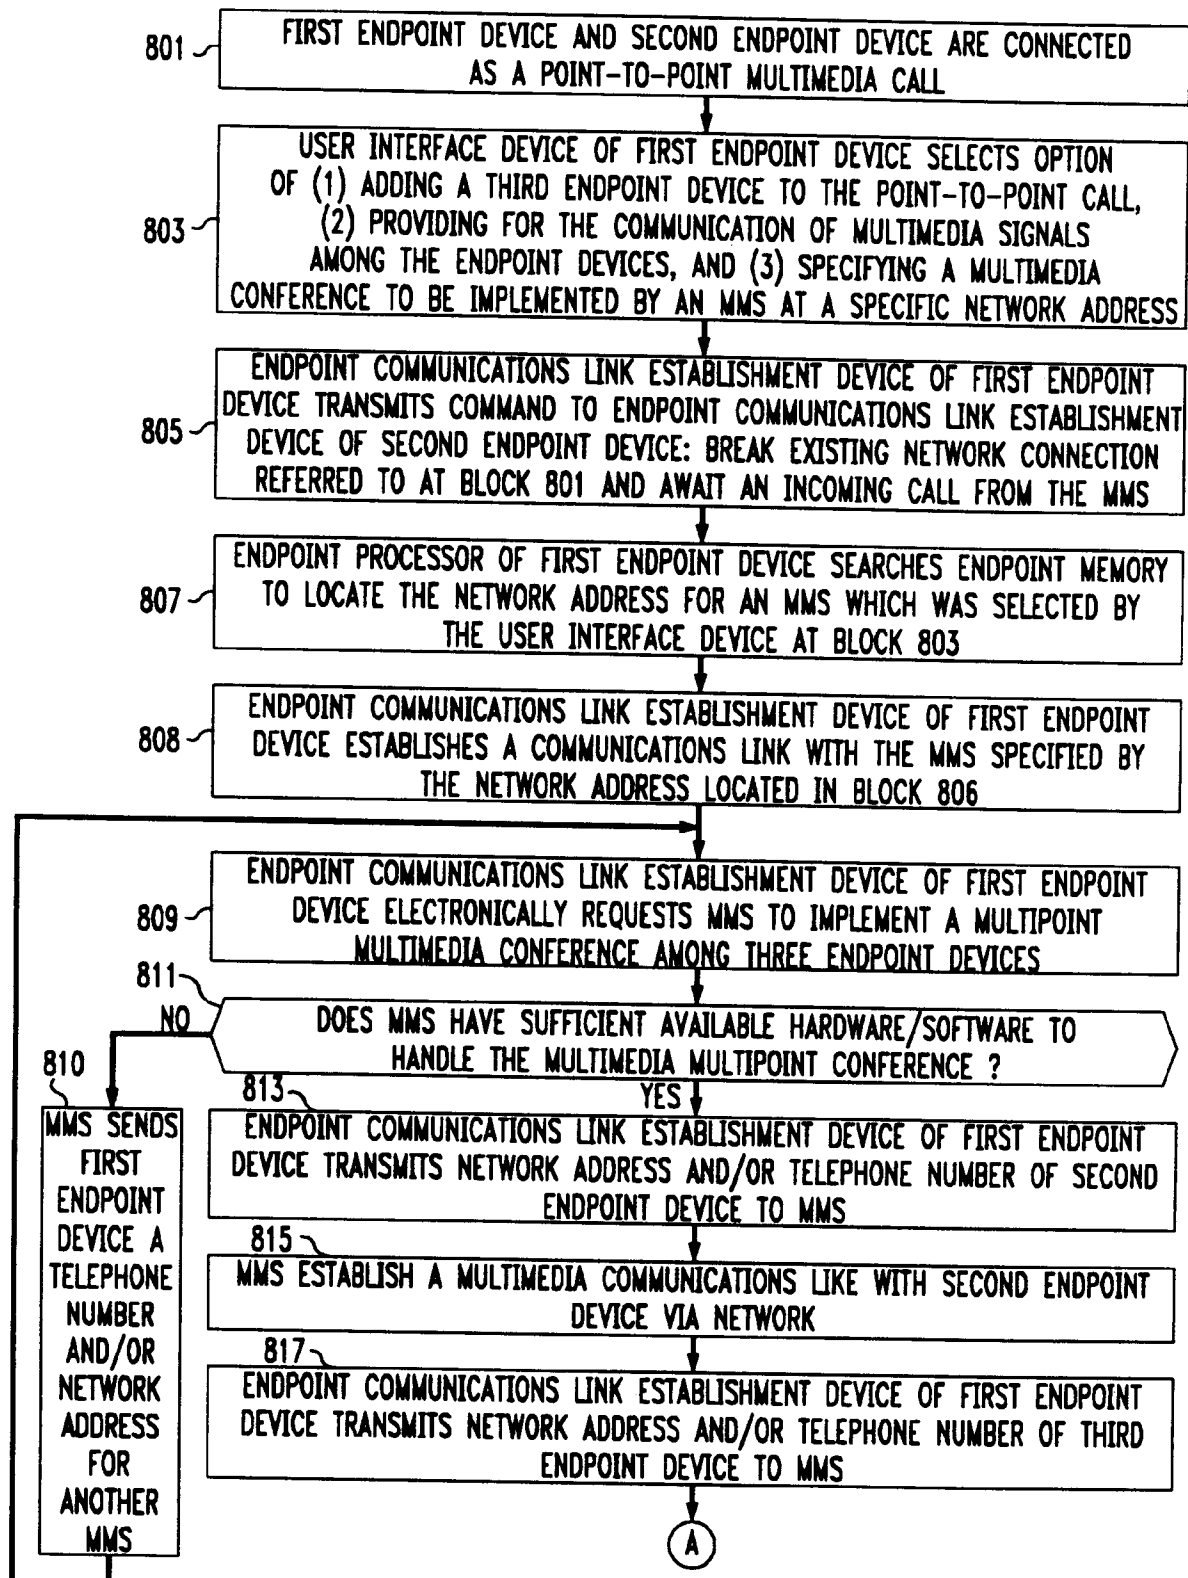 801
FIRST ENDPOINT DEVICE AND SECOND ENDPOINT DEVICE ARE CONNECTED
AS A POINT-TO-POINT MULTIMEDIA CALL
803
USER INTERFACE DEVICE OF FIRST ENDPOINT DEVICE SELECTS OPTION
OF (1) ADDING A THIRD ENDPOINT DEVICE TO THE POINT-TO-POINT CALL,
(2) PROVIDING FOR THE COMMUNICATION OF MULTIMEDIA SIGNALS
AMONG THE ENDPOINT DEVICES, AND (3) SPECIFYING A MULTIMEDIA
CONFERENCE TO BE IMPLEMENTED BY AN MMS AT A SPECIFIC NETWORK ADDRESS
805
ENDPOINT COMMUNICATIONS LINK ESTABLISHMENT DEVICE OF FIRST ENDPOINT
DEVICE TRANSMITS COMMAND TO ENDPOINT COMMUNICATIONS LINK ESTABLISHMENT
DEVICE OF SECOND ENDPOINT DEVICE: BREAK EXISTING NETWORK CONNECTION
REFERRED TO AT BLOCK 801 AND AWAIT AN INCOMING CALL FROM THE MMS
807
ENDPOINT PROCESSOR OF FIRST ENDPOINT DEVICE SEARCHES ENDPOINT MEMORY
TO LOCATE THE NETWORK ADDRESS FOR AN MMS WHICH WAS SELECTED BY
THE USER INTERFACE DEVICE AT BLOCK 803
808
ENDPOINT COMMUNICATIONS LINK ESTABLISHMENT DEVICE OF FIRST ENDPOINT
DEVICE ESTABLISHES A COMMUNICATIONS LINK WITH THE MMS SPECIFIED BY
THE NETWORK ADDRESS LOCATED IN BLOCK 806
809
ENDPOINT COMMUNICATIONS LINK ESTABLISHMENT DEVICE OF FIRST ENDPOINT
DEVICE ELECTRONICALLY REQUESTS MMS TO IMPLEMENT A MULTIPOINT
MULTIMEDIA CONFERENCE AMONG THREE ENDPOINT DEVICES
811
NO
DOES MMS HAVE SUFFICIENT AVAILABLE HARDWARE/SOFTWARE TO
HANDLE THE MULTIMEDIA MULTIPOINT CONFERENCE ?
YES
810
MMS SENDS
FIRST
ENDPOINT
DEVICE A
TELEPHONE
NUMBER
AND/OR
NETWORK
ADDRESS
FOR
ANOTHER
MMS
813
ENDPOINT COMMUNICATIONS LINK ESTABLISHMENT DEVICE OF FIRST ENDPOINT
DEVICE TRANSMITS NETWORK ADDRESS AND/OR TELEPHONE NUMBER OF SECOND
ENDPOINT DEVICE TO MMS
815
MMS ESTABLISH A MULTIMEDIA COMMUNICATIONS LIKE WITH SECOND ENDPOINT
DEVICE VIA NETWORK
817
ENDPOINT COMMUNICATIONS LINK ESTABLISHMENT DEVICE OF FIRST ENDPOINT
DEVICE TRANSMITS NETWORK ADDRESS AND/OR TELEPHONE NUMBER OF THIRD
ENDPOINT DEVICE TO MMS
A